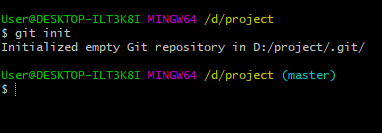 User@DESKTOP-ILT3K8I MINGW64 /d/project
$ git init
Initialized empty Git repository in D:/project/.git/
User@DESKTOP-ILT3K8I MINGW64 /d/project (master)
$